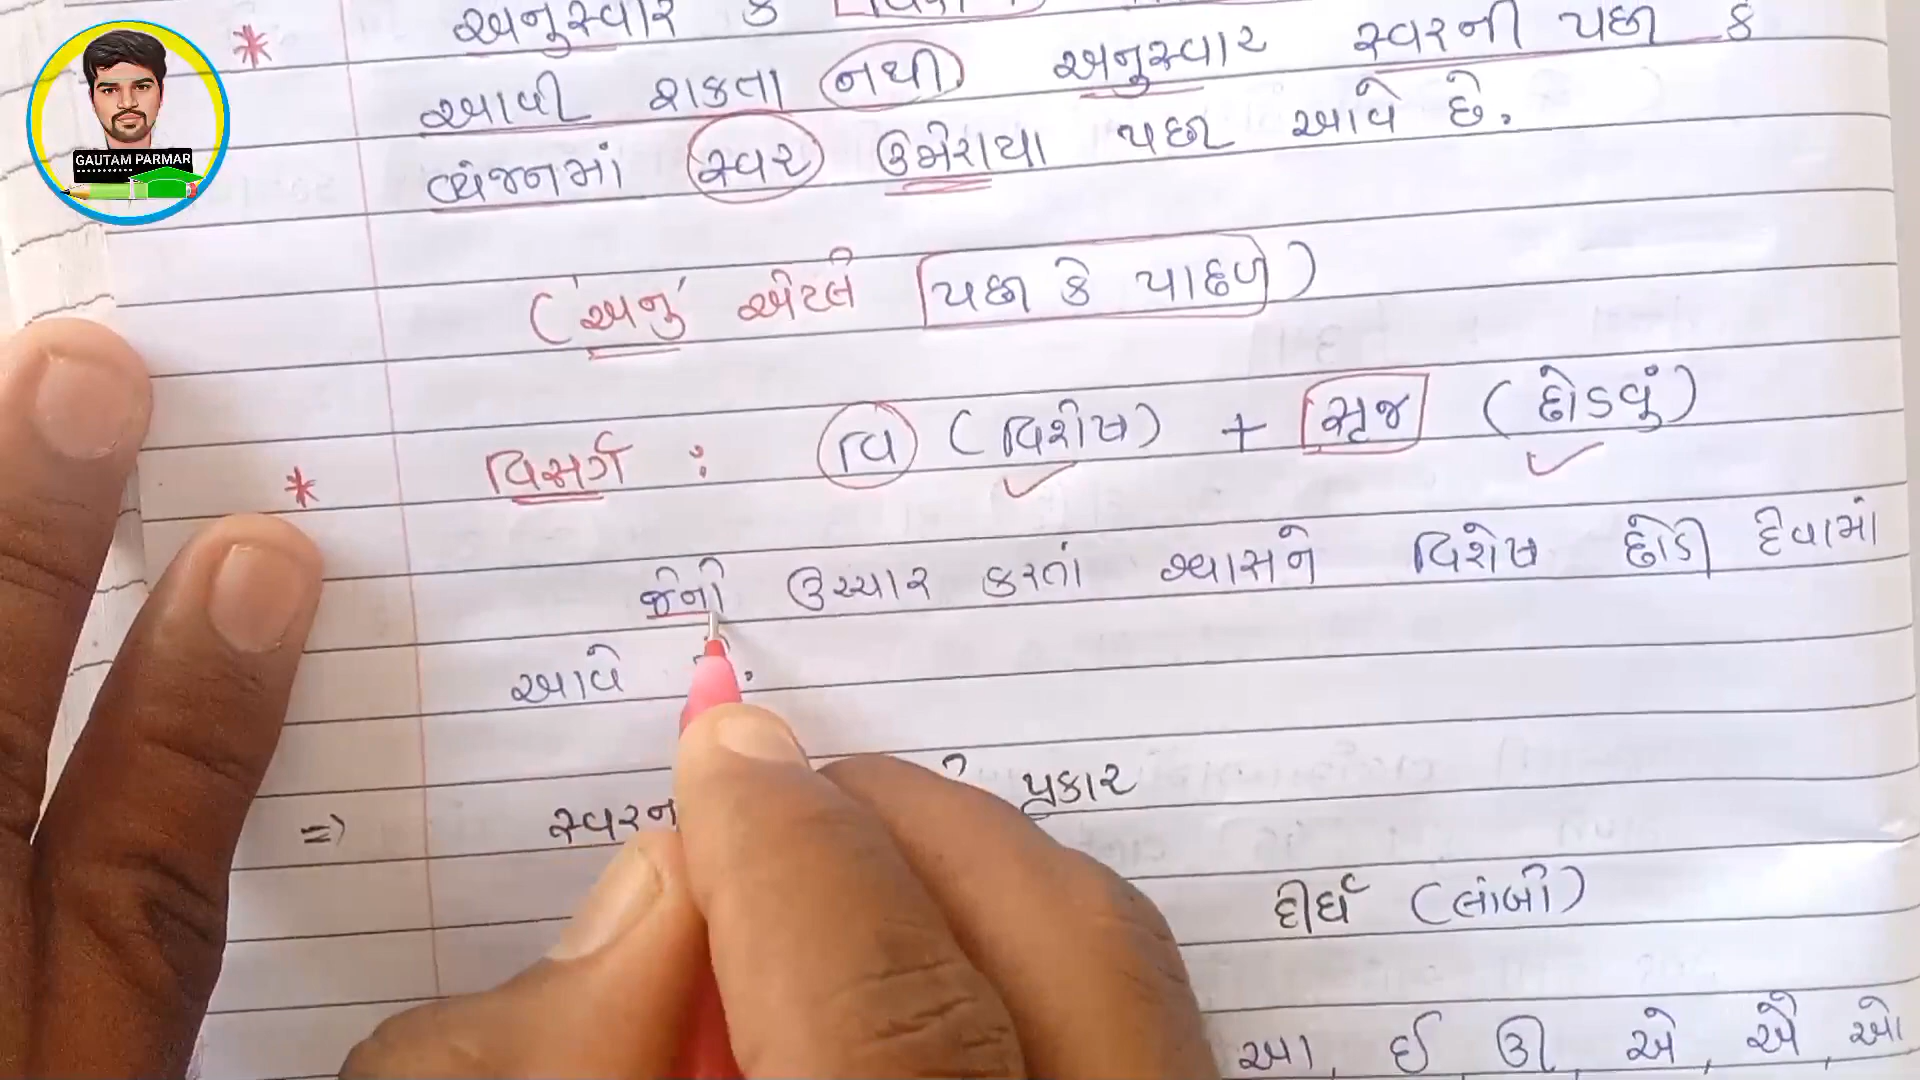 અનુસ્વાર કે
GAUTAM PARMAR
આવી શકતા નથી અનુસ્વાર સ્વરની પછી કે
વ્યંજનમાં સ્વર ઉમેરાયા પછી આવે છે.
('અનુ' એટલે પછી કે પાછળ)
* વિસર્ગ : વિ (વિશેષ) + સૃજ (છોડવું)
જેનો ઉચ્ચાર કરતાં શ્વાસને વિશેષ છોડી દેવામાં
આવે
=> પ્રકાર
દીર્ઘ (લાંબો)
આ, ઈ ઊ, એ, ઐ, ઓ